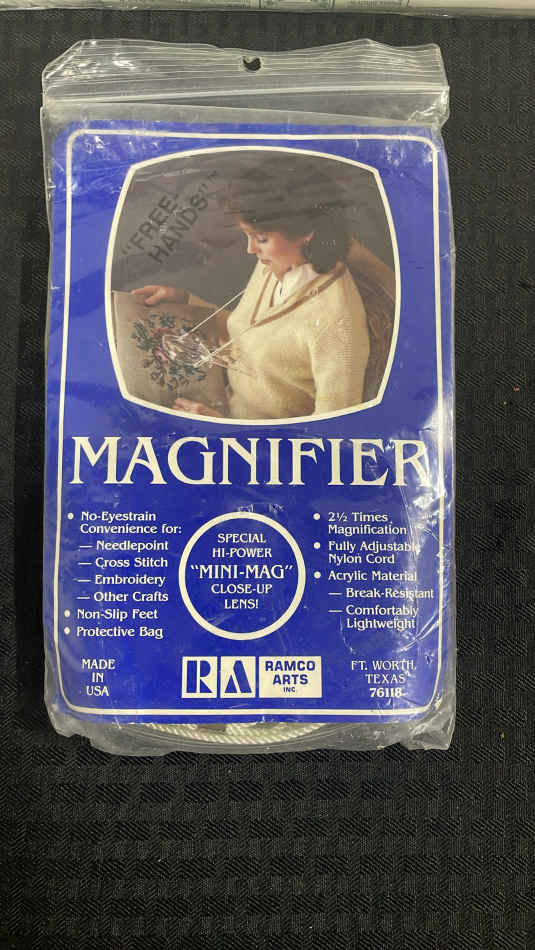 "FREE-
HANDS"™
MAGNIFIER
• No-Eyestrain
Convenience for:
— Needlepoint
— Cross Stitch
— Embroidery
— Other Crafts
• Non-Slip Feet
• Protective Bag
SPECIAL
HI-POWER
"MINI-MAG"
CLOSE-UP
LENS!
• 2½ Times
Magnification
• Fully Adjustable
Nylon Cord
• Acrylic Material
— Break-Resistant
— Comfortably
Lightweight
MADE
IN
USA
RA
RAMCO
ARTS
INC.
FT. WORTH,
TEXAS
76118